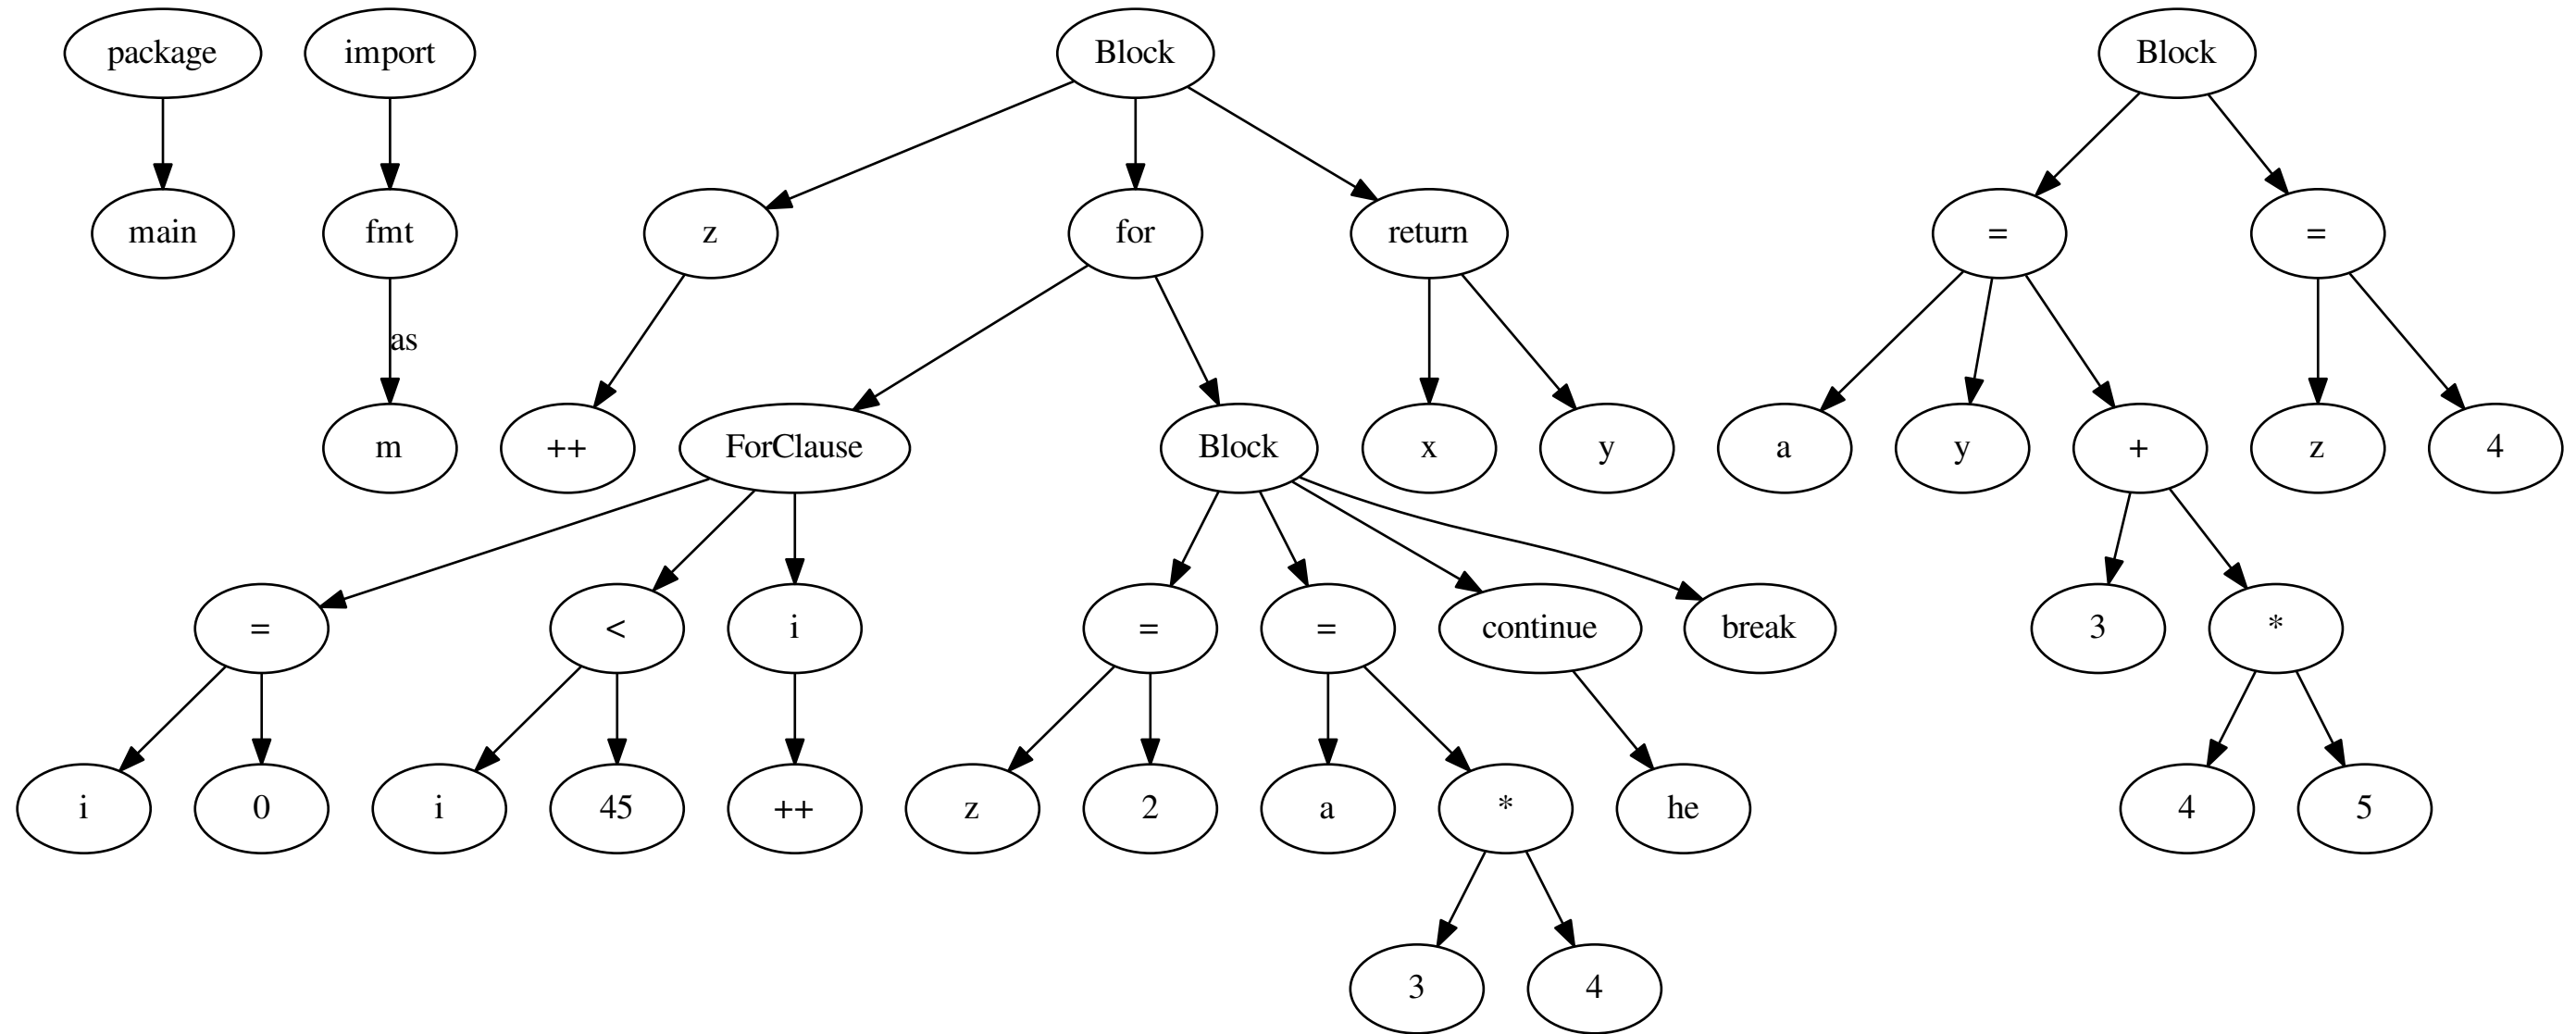 package
import
Block
Block
main
fmt
z
for
return
=
=
as
m
++
ForClause
Block
x
y
a
y
+
z
4
=
<
i
=
=
continue
break
3
*
i
0
i
45
++
z
2
a
*
he
4
5
3
4